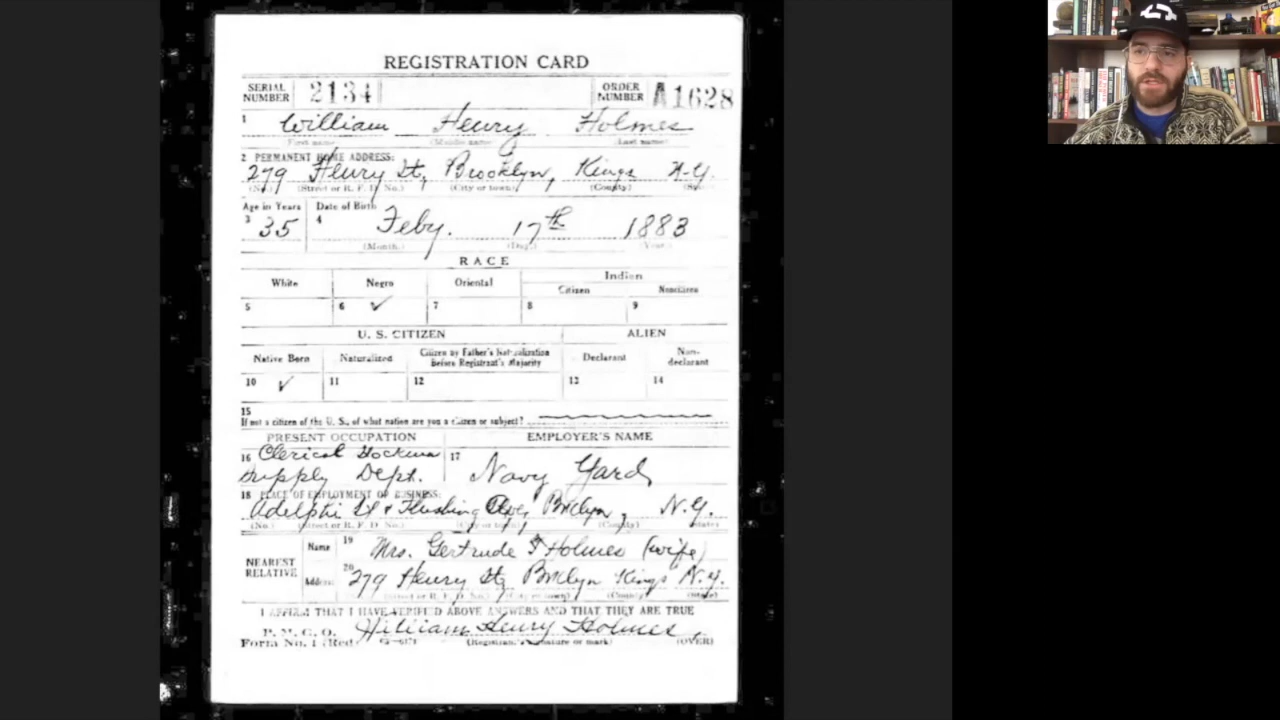 REGISTRATION CARD
SERIAL NUMBER 2134 ORDER NUMBER A1628
1 William Henry Holmes
(First name) (Middle name) (Last name)
2 PERMANENT HOME ADDRESS:
279 Henry St, Brooklyn, Kings N.Y.
(No.) (Street or R. F. D. No.) (City or town) (County) (State)
Age in Years Date of Birth
3 35 4 Feby. 17th 1883
(Month.) (Day.) (Year.)
RACE
White Negro Oriental Indian
Citizen Noncitizen
5 6 ✓ 7 8 9
U. S. CITIZEN ALIEN
Native Born Naturalized Citizen by Father's Naturalization Before Registrant's Majority Declarant Non-declarant
10 ✓ 11 12 13 14
15
If not a citizen of the U. S., of what nation are you a citizen or subject?
PRESENT OCCUPATION EMPLOYER'S NAME
16 Clerical 17
Supply Dept. Navy Yard
18 PLACE OF EMPLOYMENT OR BUSINESS:
Adelphi St & Flushing Ave, Bklyn, N.Y.
(No.) (Street or R. F. D. No.) (City or town) (County) (State)
NEAREST RELATIVE Name 19 Mrs. Gertrude Holmes (wife)
Address 20 279 Henry St Bklyn Kings N.Y.
(Street or R. F. D. No.) (City or town) (County) (State)
I AFFIRM THAT I HAVE VERIFIED ABOVE ANSWERS AND THAT THEY ARE TRUE
P. M. G. O.
Form No. 1 (Red) William Henry Holmes
(Registrant's signature or mark) (OVER)